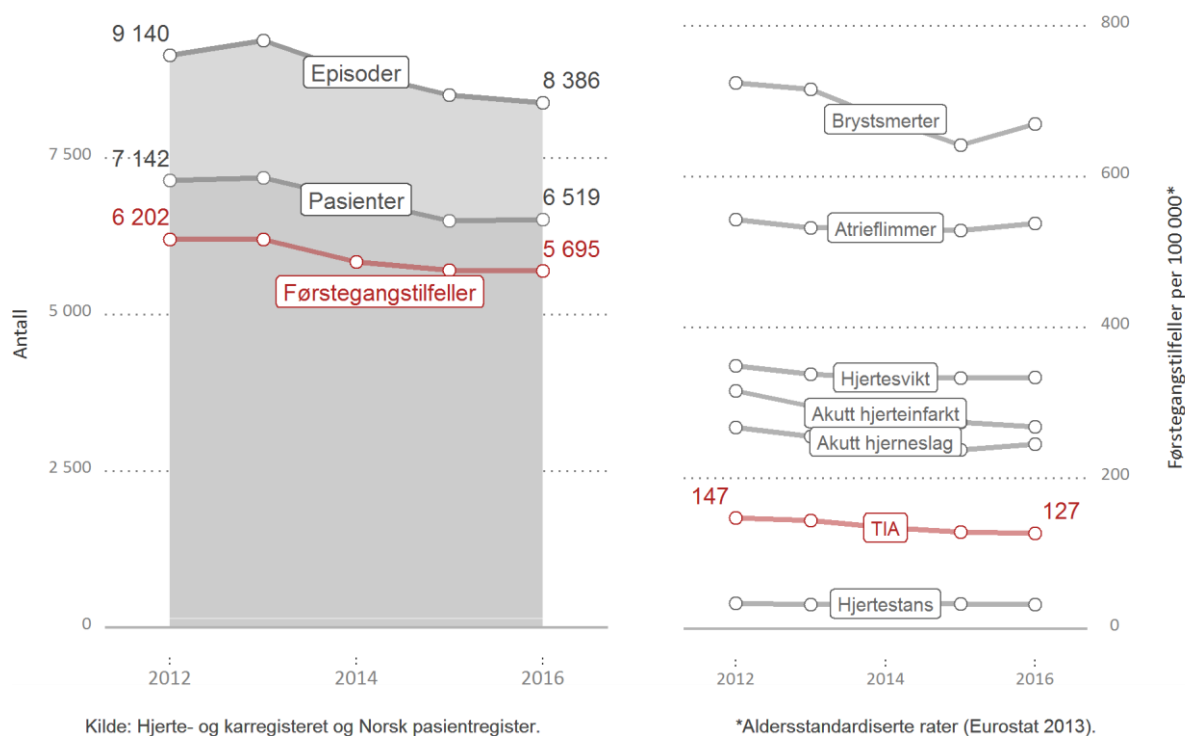 9 140
Episoder
8 386
7 500
7 142
Pasienter
6 519
6 202
5 695
Førstegangstilfeller
5 000
Antall
2 500
0
2012
2014
2016
Kilde: Hjerte- og karregisteret og Norsk pasientregister.
800
Brystsmerter
600
Atrieflimmer
Førstegangstilfeller per 100 000*
400
Hjertesvikt
Akutt hjerteinfarkt
Akutt hjerneslag
200
147
TIA
127
Hjertestans
0
2012
2014
2016
*Aldersstandardiserte rater (Eurostat 2013).